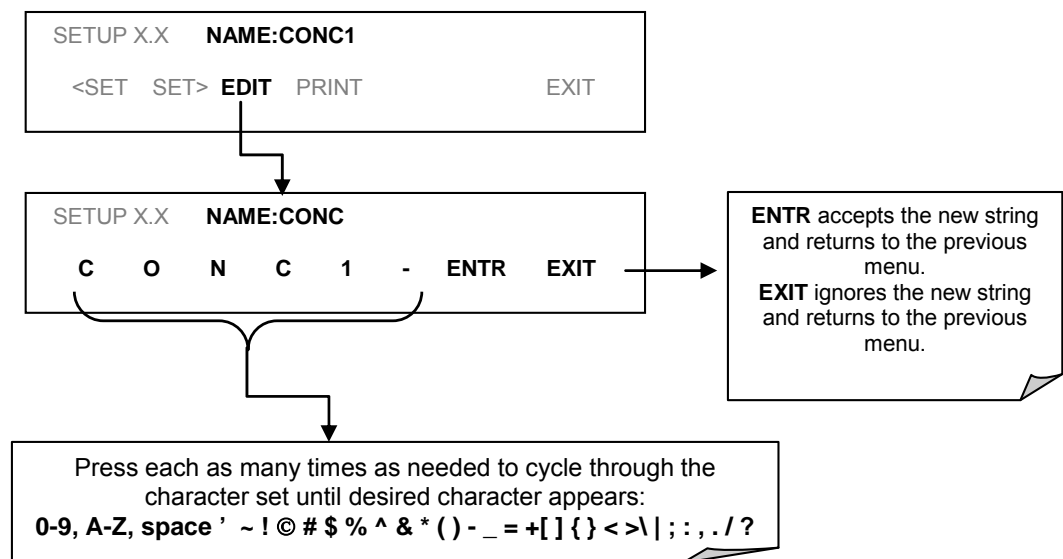 SETUP X.X NAME:CONC1
<SET SET> EDIT PRINT EXIT
SETUP X.X NAME:CONC
C O N C 1 - ENTR EXIT
ENTR accepts the new string
and returns to the previous
menu.
EXIT ignores the new string
and returns to the previous
menu.
Press each as many times as needed to cycle through the
character set until desired character appears:
0-9, A-Z, space ’ ~ ! © # $ % ^ & * ( ) - _ = +[ ] { } < >\ | ; : , . / ?